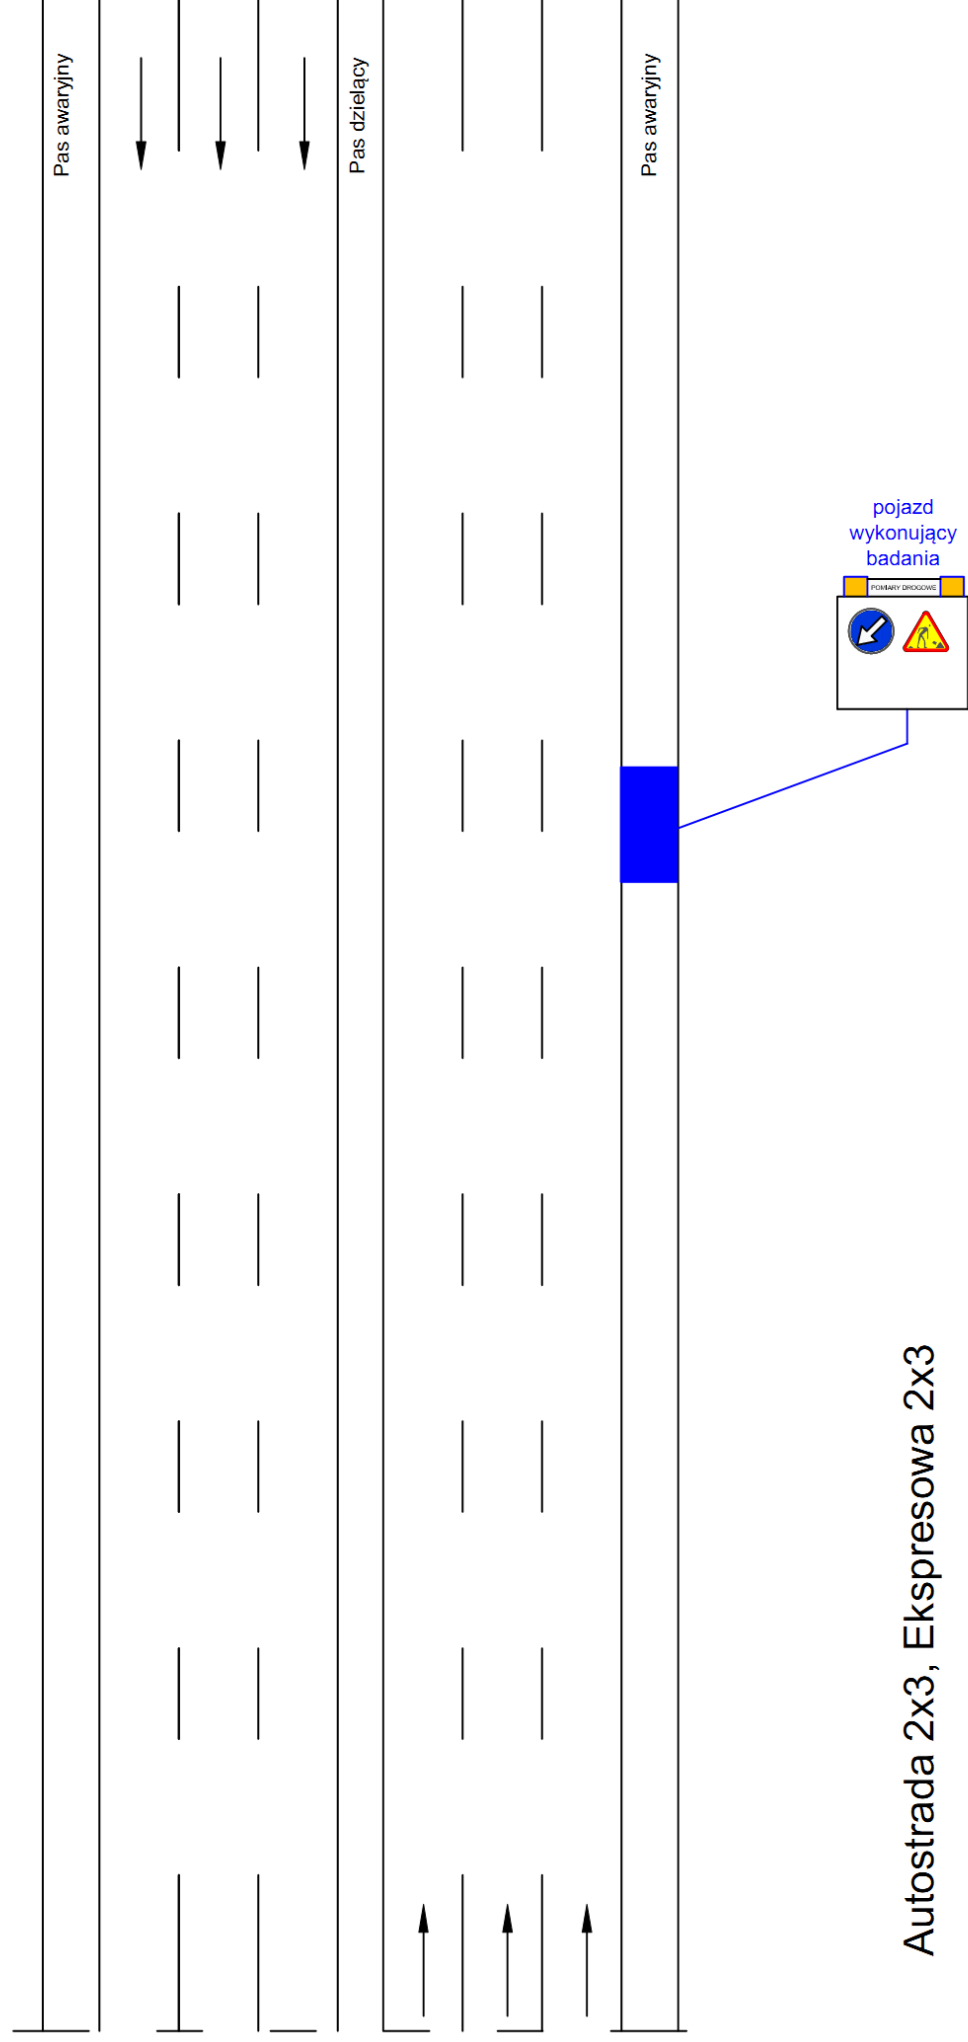 Pas awaryjny
Pas dzielący
Pas awaryjny
pojazd
wykonujący
badania
POMIARY DROGOWE
Autostrada 2x3, Ekspresowa 2x3